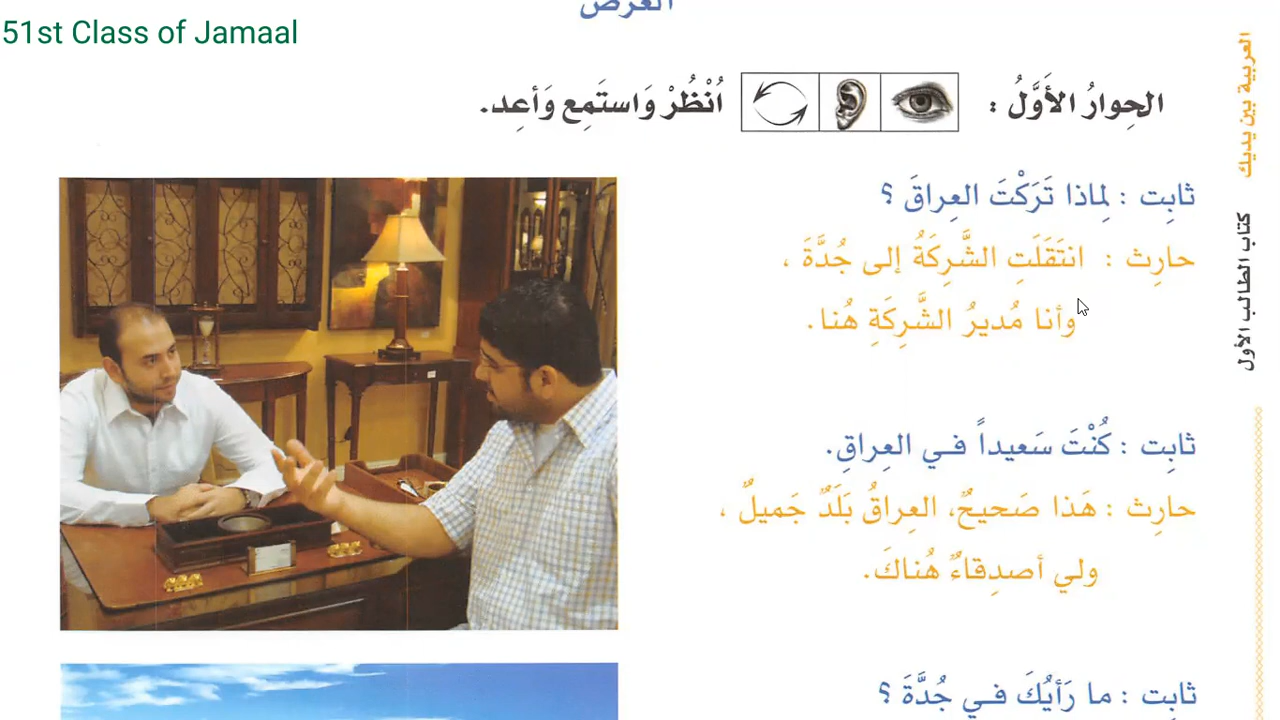 51st Class of Jamaal
العرض
الحِوارُ الأَوَّلُ :
اُنْظُرْ وَاستَمِع وَأعِد.
ثابِت : لِماذا تَرَكْتَ العِراقَ ؟
حارِث : انتَقَلَتِ الشَّرِكَةُ إلى جُدَّةَ ،
وأنا مُديرُ الشَّرِكَةِ هُنا.
ثابِت : كُنْتَ سَعيداً في العِراقِ.
حارِث : هَذا صَحيحٌ، العِراقُ بَلَدٌ جَميلٌ ،
ولي أصدِقاءٌ هُناكَ.
ثابِت : ما رَأيُكَ في جُدَّةَ ؟
العربية بين يديك
كتاب الطالب الأول